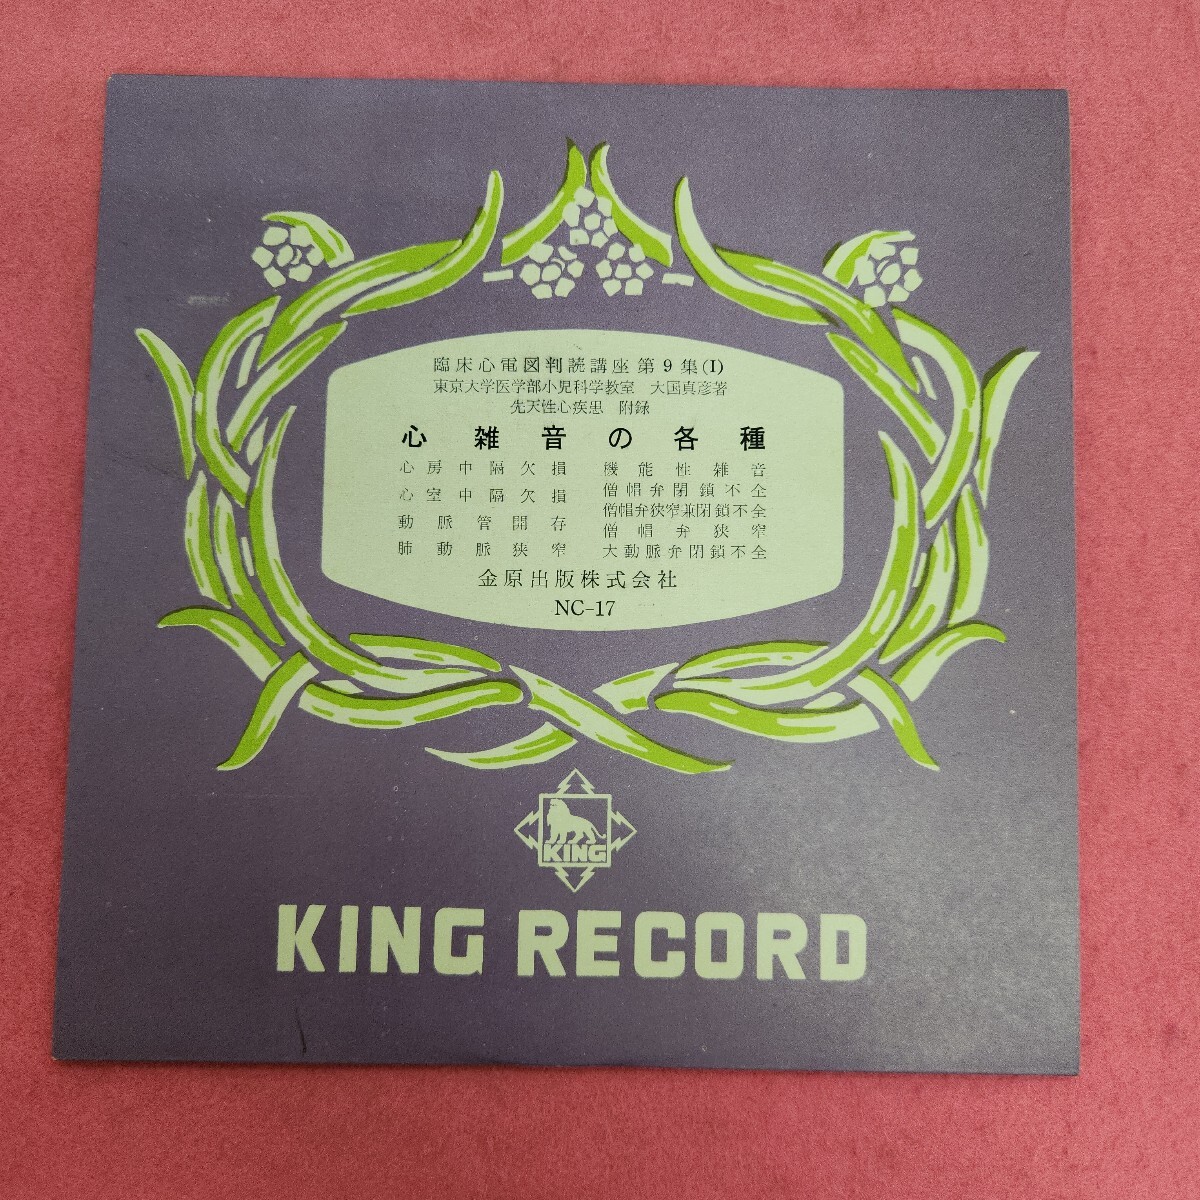 臨床心電図判読講座第9集(I)
東京大学医学部小児科学教室 大国真彦著
先天性心疾患 附録
心雑音の各種
心房中隔欠損
心室中隔欠損
動脈管開存
肺動脈狭窄
機能性雑音
僧帽弁閉鎖不全
僧帽弁狭窄兼閉鎖不全
僧帽弁狭窄
大動脈弁閉鎖不全
金原出版株式会社
NC-17
KING
KING RECORD